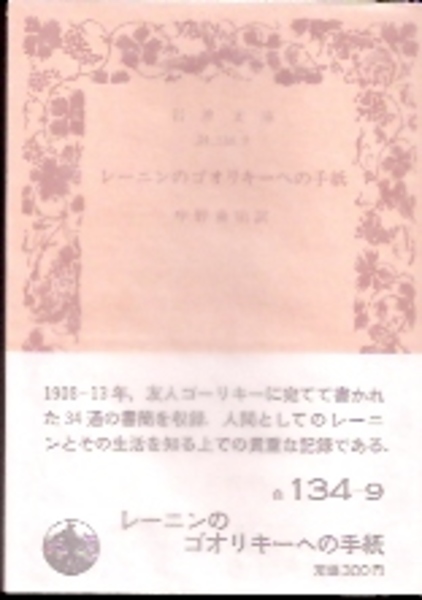 岩波文庫
レーニンのゴオリキーへの手紙
中野重治訳
1908-13年、友人ゴーリキーに宛てて書かれ
た34通の書簡を収録. 人間としてのレーニ
ンとその生活を知る上での貴重な記録である.
白134-9
レーニンの
ゴオリキーへの手紙
定価300円